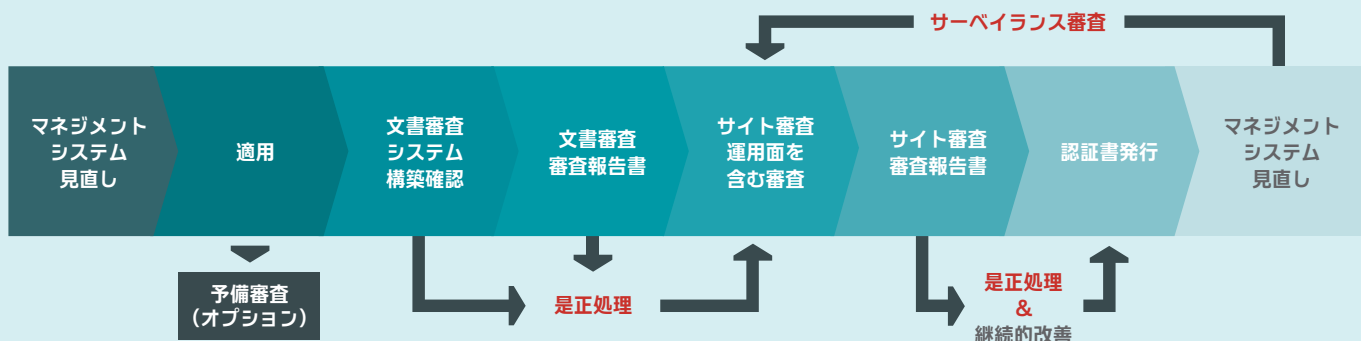 サーベイランス審査
マネジメント
システム
見直し
適用
文書審査
システム
構築確認
文書審査
審査報告書
サイト審査
運用面を
含む審査
サイト審査
審査報告書
認証書発行
マネジメント
システム
見直し
予備審査
（オプション）
是正処理
是正処理
&
継続的改善